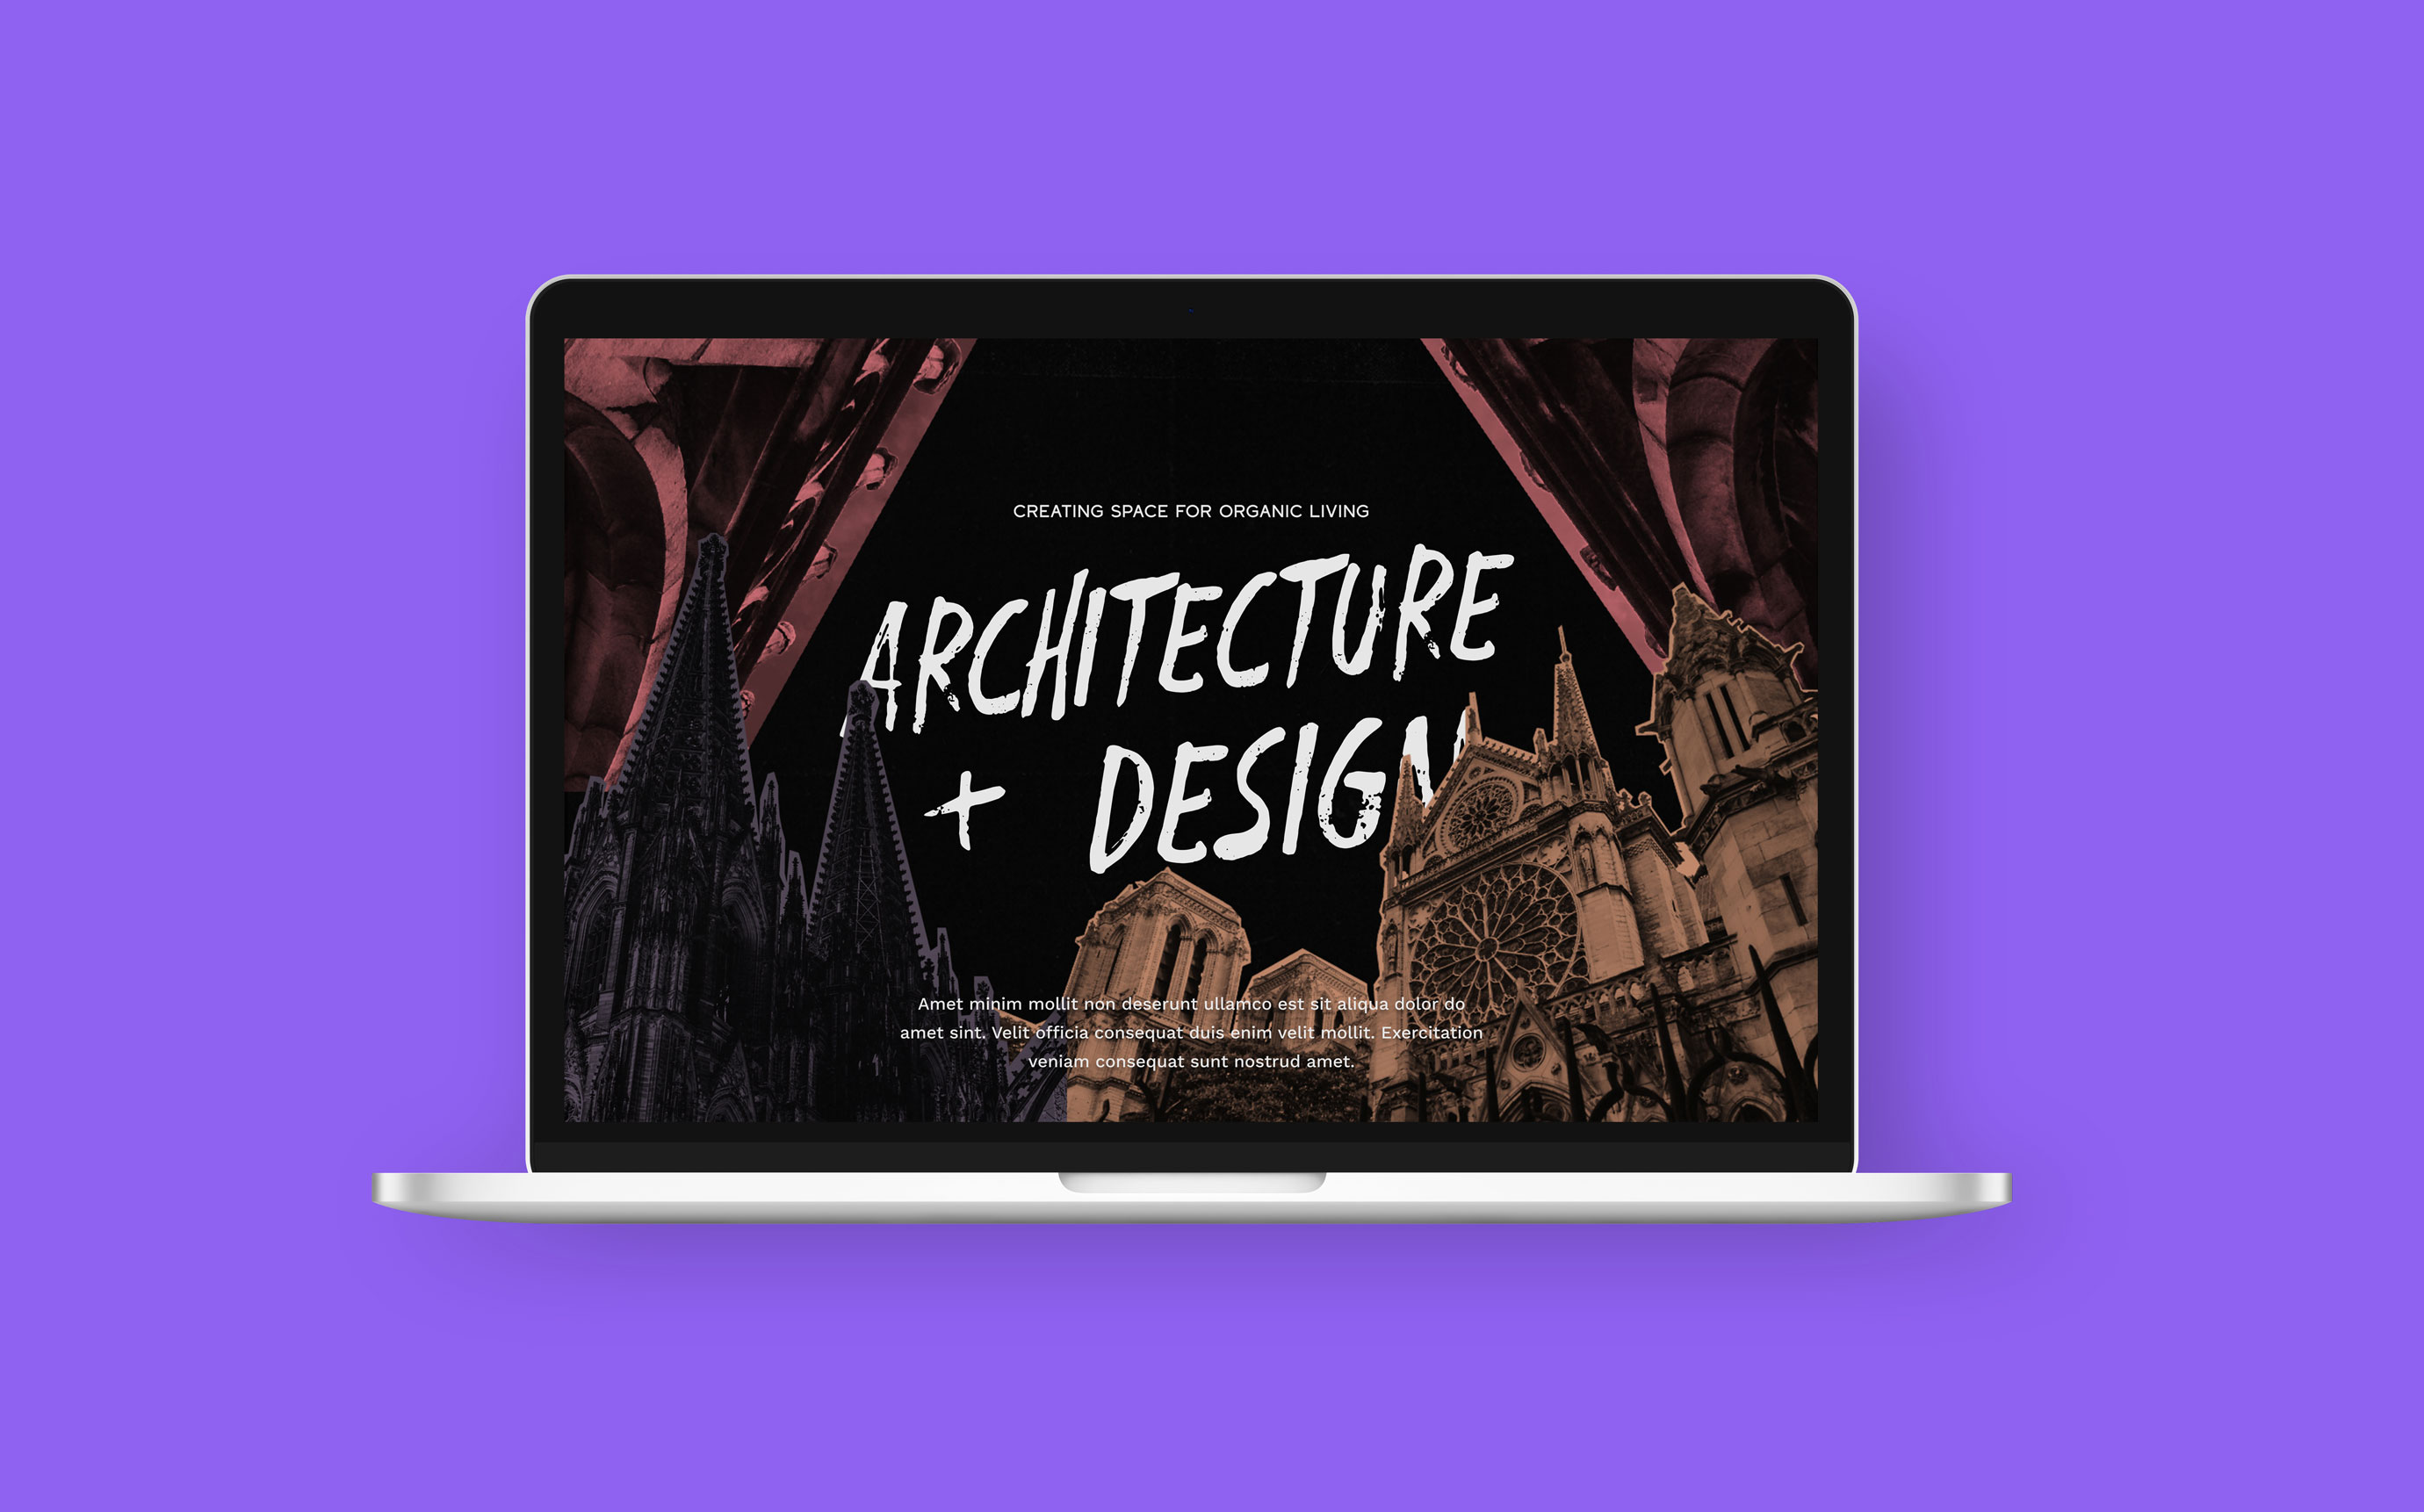 CREATING SPACE FOR ORGANIC LIVING
ARCHITECTURE
+ DESIGN
Amet minim mollit non deserunt ullamco est sit aliqua dolor do
amet sint. Velit officia consequat duis enim velit mollit. Exercitation
veniam consequat sunt nostrud amet.